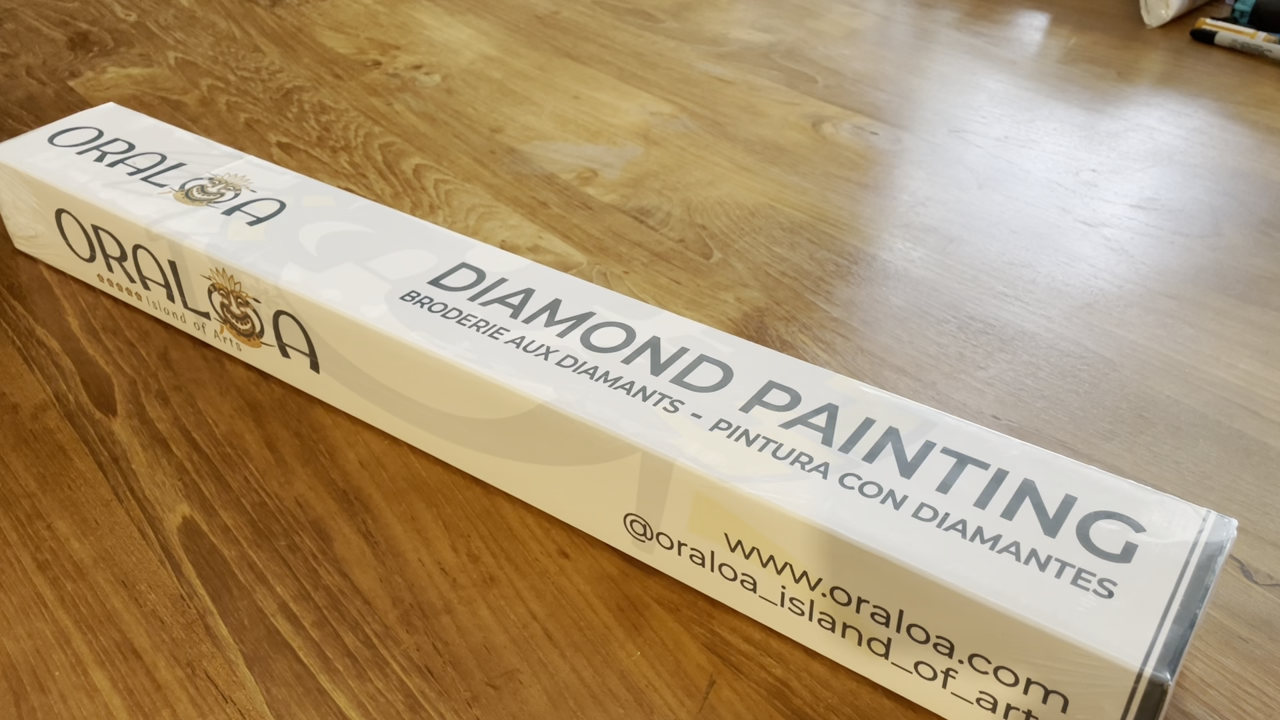 ORALOA
DIAMOND PAINTING
BRODERIE AUX DIAMANTS - PINTURA CON DIAMANTES
ORALOA
Island of Arts
www.oraloa.com
@oraloa_island_of_art